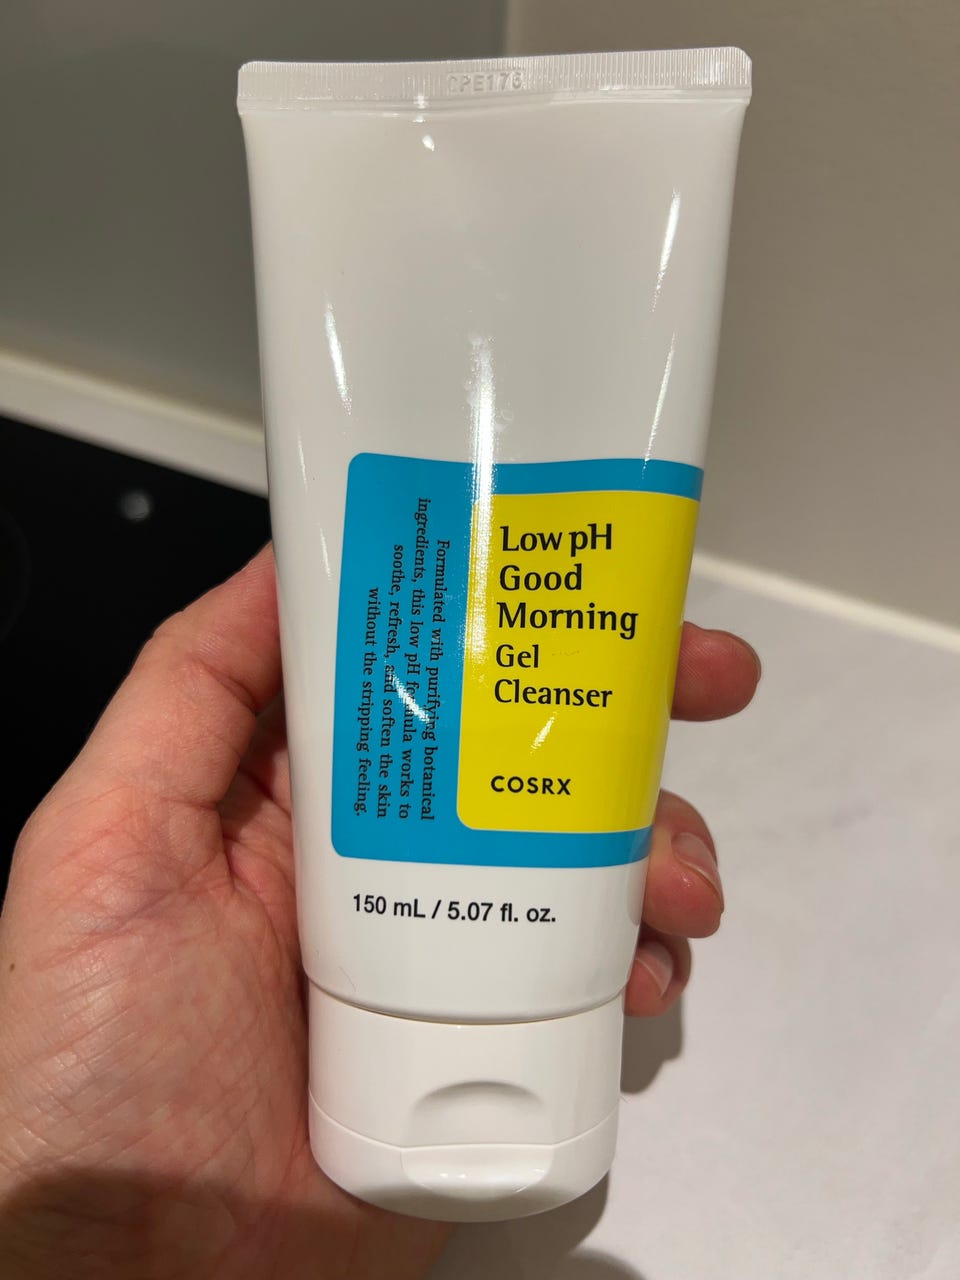 CPE176
Low pH
Good
Morning
Gel
Cleanser
COSRX
Formulated with purifying botanical
ingredients, this low pH formula works to
soothe, refresh, and soften the skin
without the stripping feeling.
150 mL / 5.07 fl. oz.